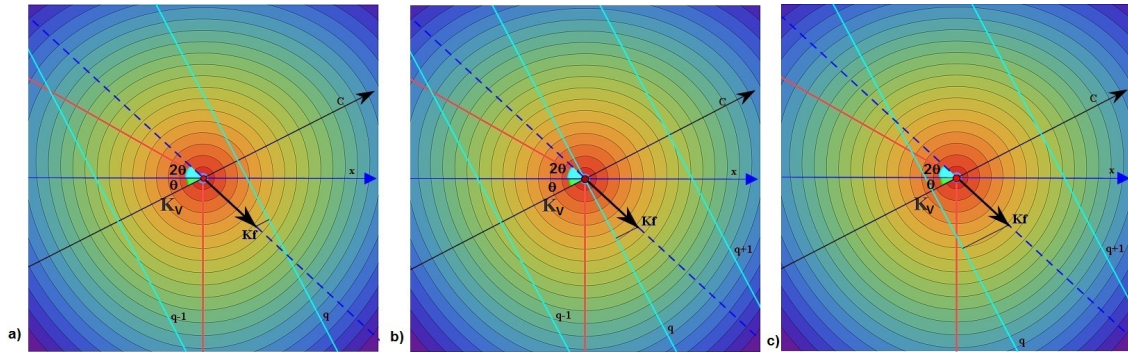 a)
C
x
2θ
θ
Kv
Kf
q-1
q
b)
C
x
2θ
θ
Kv
Kf
q+1
q-1
q
c)
C
x
2θ
θ
Kv
Kf
q+1
q